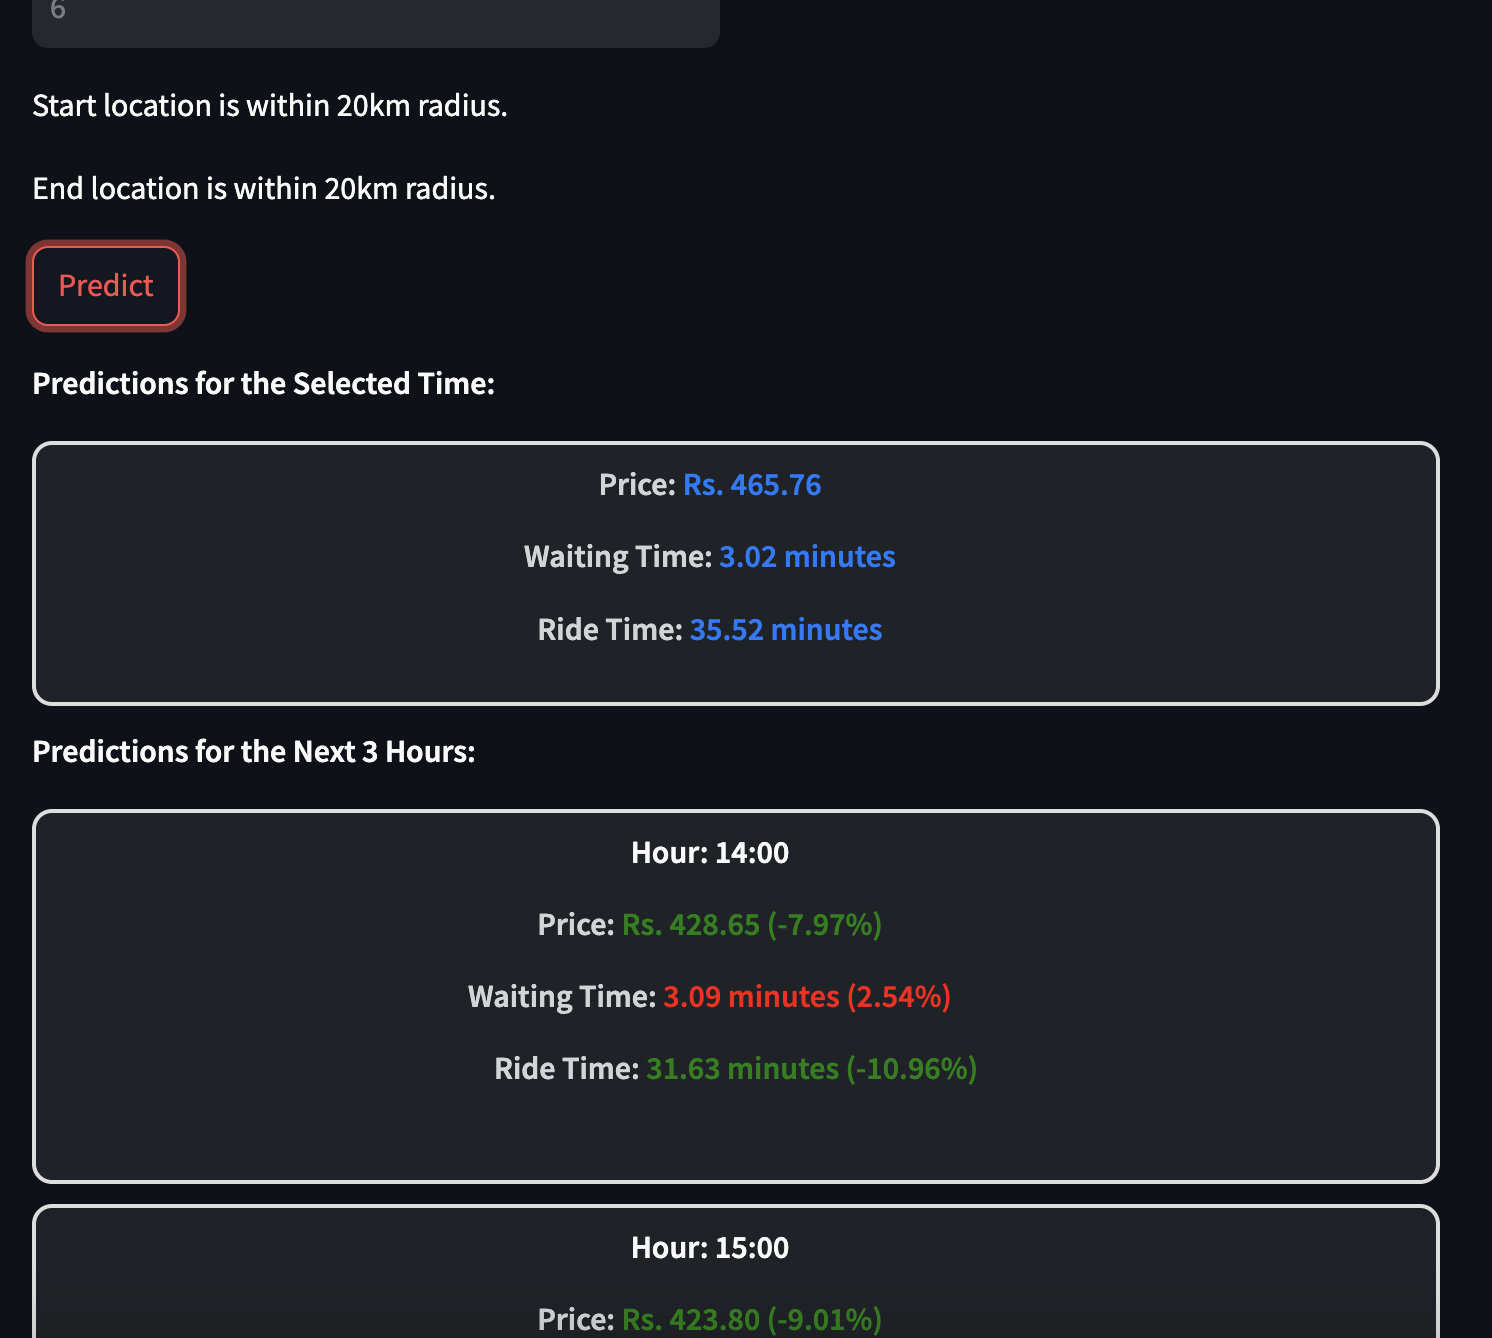 6
Start location is within 20km radius.
End location is within 20km radius.
Predict
Predictions for the Selected Time:
Price: Rs. 465.76
Waiting Time: 3.02 minutes
Ride Time: 35.52 minutes
Predictions for the Next 3 Hours:
Hour: 14:00
Price: Rs. 428.65 (-7.97%)
Waiting Time: 3.09 minutes (2.54%)
Ride Time: 31.63 minutes (-10.96%)
Hour: 15:00
Price: Rs. 423.80 (-9.01%)